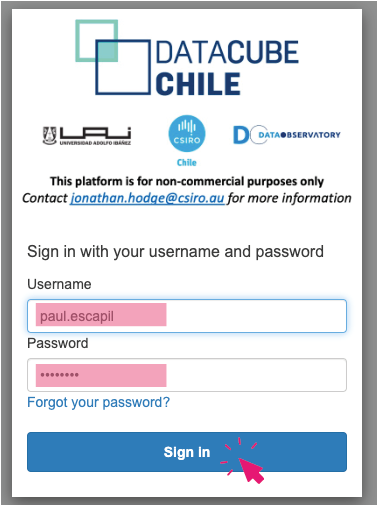 DATACUBE
CHILE
UAI
UNIVERSIDAD ADOLFO IBÁÑEZ
CSIRO
Chile
DO DATAOBSERVATORY
This platform is for non-commercial purposes only
Contact jonathan.hodge@csiro.au for more information
Sign in with your username and password
Username
paul.escapil
Password
••••••••
Forgot your password?
Sign in